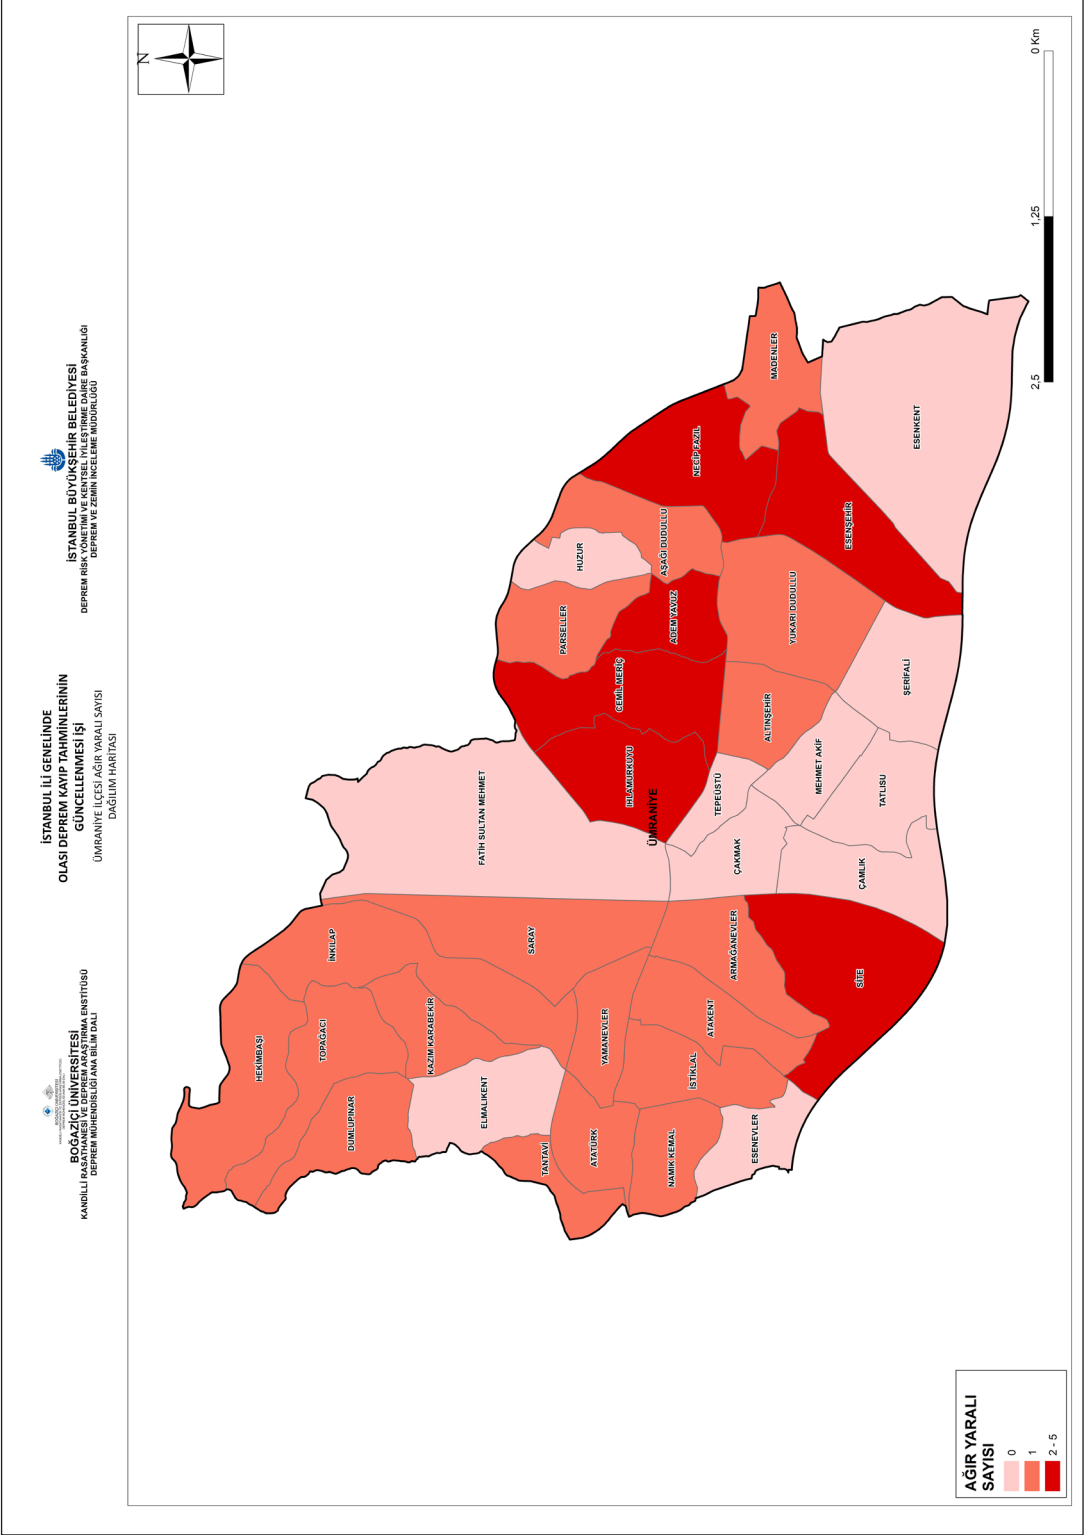 BOĞAZİÇİ ÜNİVERSİTESİ
KANDİLLİ RASATHANESİ VE DEPREM ARAŞTIRMA ENSTİTÜSÜ
DEPREM MÜHENDİSLİĞİ ANA BİLİM DALI
İSTANBUL İLİ GENELİNDE
OLASI DEPREM KAYIP TAHMİNLERİNİN
GÜNCELLENMESİ İŞİ
ÜMRANİYE İLÇESİ AĞIR YARALI SAYISI
DAĞILIM HARİTASI
İSTANBUL BÜYÜKŞEHİR BELEDİYESİ
DEPREM RİSK YÖNETİMİ VE KENTSEL İYİLEŞTİRME DAİRE BAŞKANLIĞI
DEPREM VE ZEMİN İNCELEME MÜDÜRLÜĞÜ
N
HEKİMBAŞI
TOPAĞACI
İNKILAP
DUMLUPINAR
KAZIM KARABEKİR
ELMALIKENT
FATİH SULTAN MEHMET
SARAY
TANTAVİ
PARSELLER
HUZUR
ATATÜRK
YAMANEVLER
CEMİL MERİÇ
IHLAMURKUYU
ÜMRANİYE
AŞAĞI DUDULLU
ADEM YAVUZ
NAMIK KEMAL
İSTİKLAL
ATAKENT
NECİP FAZIL
TEPEÜSTÜ
ARMAĞANEVLER
ÇAKMAK
ESENEVLER
ALTINŞEHİR
MADENLER
YUKARI DUDULLU
MEHMET AKİF
ESENŞEHİR
SİTE
ÇAMLIK
TATLISU
ŞERİFALİ
ESENKENT
AĞIR YARALI
SAYISI
0
1
2 - 5
2,5
1,25
0 Km